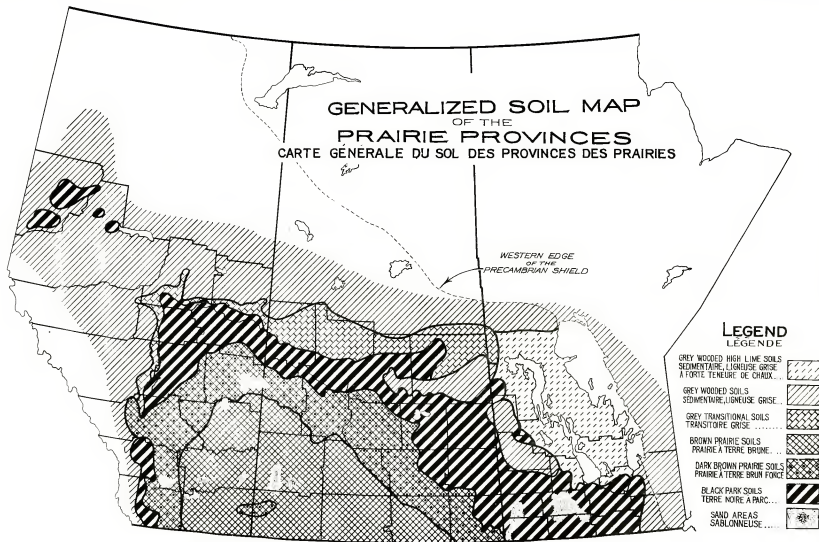 GENERALIZED SOIL MAP
OF THE
PRAIRIE PROVINCES
CARTE GÉNÉRALE DU SOL DES PROVINCES DES PRAIRIES
WESTERN EDGE
OF THE
PRECAMBRIAN SHIELD
LEGEND
LÉGENDE
GREY WOODED HIGH LIME SOILS
SEDIMENTAIRE, LIGNEUSE GRISE
A FORTE TENEURE DE CHAUX...
GREY WOODED SOILS
SÉDIMENTAIRE, LIGNEUSE GRISE...
GREY TRANSITIONAL SOILS
TRANSITOIRE GRISE ........
BROWN PRAIRIE SOILS
PRAIRIE A TERRE BRUNE....
DARK BROWN PRAIRIE SOILS
PRAIRIE A TERRE BRUN FORCÉ
BLACK PARK SOILS
TERRE NOIRE A PARC...
SAND AREAS
SABLONNEUSE.....